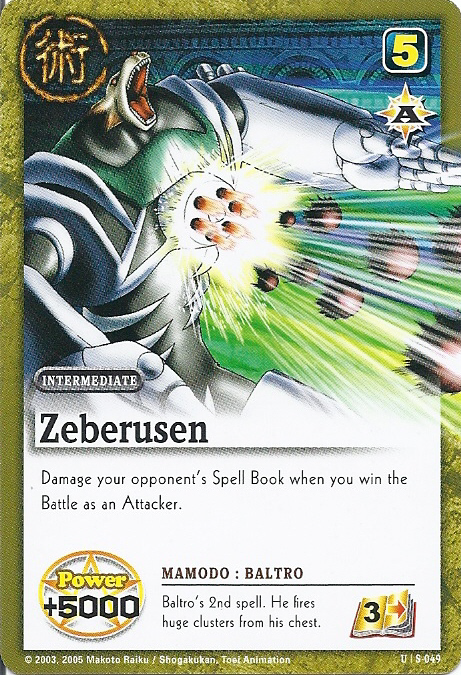 術
5
A
INTERMEDIATE
Zeberusen
Damage your opponent's Spell Book when you win the
Battle as an Attacker.
Power
+5000
MAMODO : BALTRO
Baltro's 2nd spell. He fires
huge clusters from his chest.
3
© 2003, 2005 Makoto Raiku / Shogakukan, Toei Animation
U | S-049